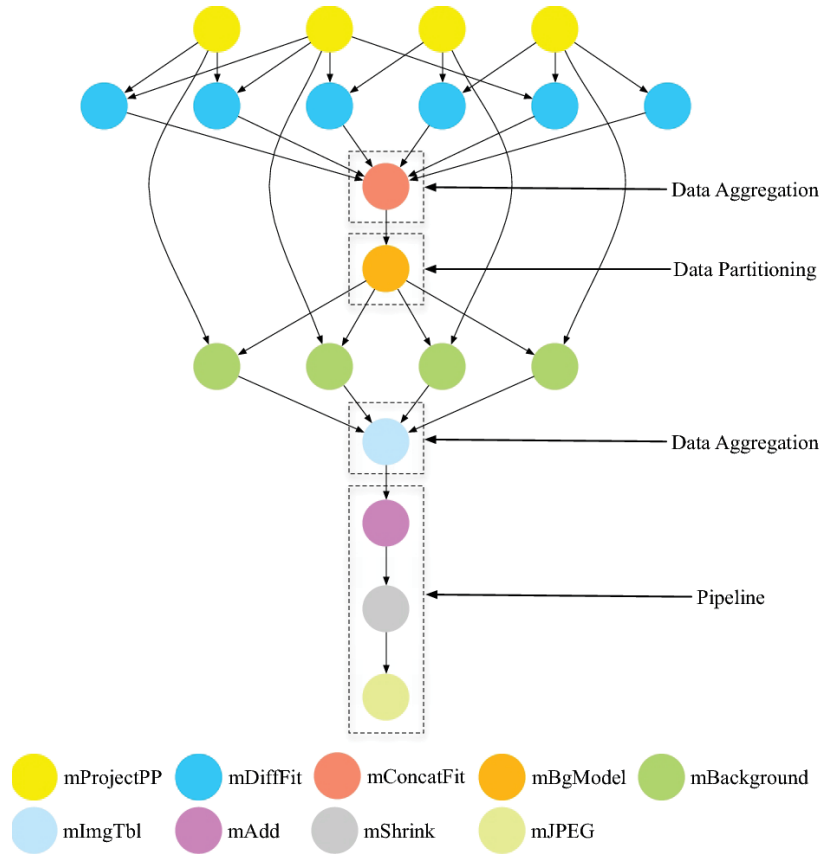 Data Aggregation
Data Partitioning
Data Aggregation
Pipeline
mProjectPP mDiffFit mConcatFit mBgModel mBackground
mImgTbl mAdd mShrink mJPEG